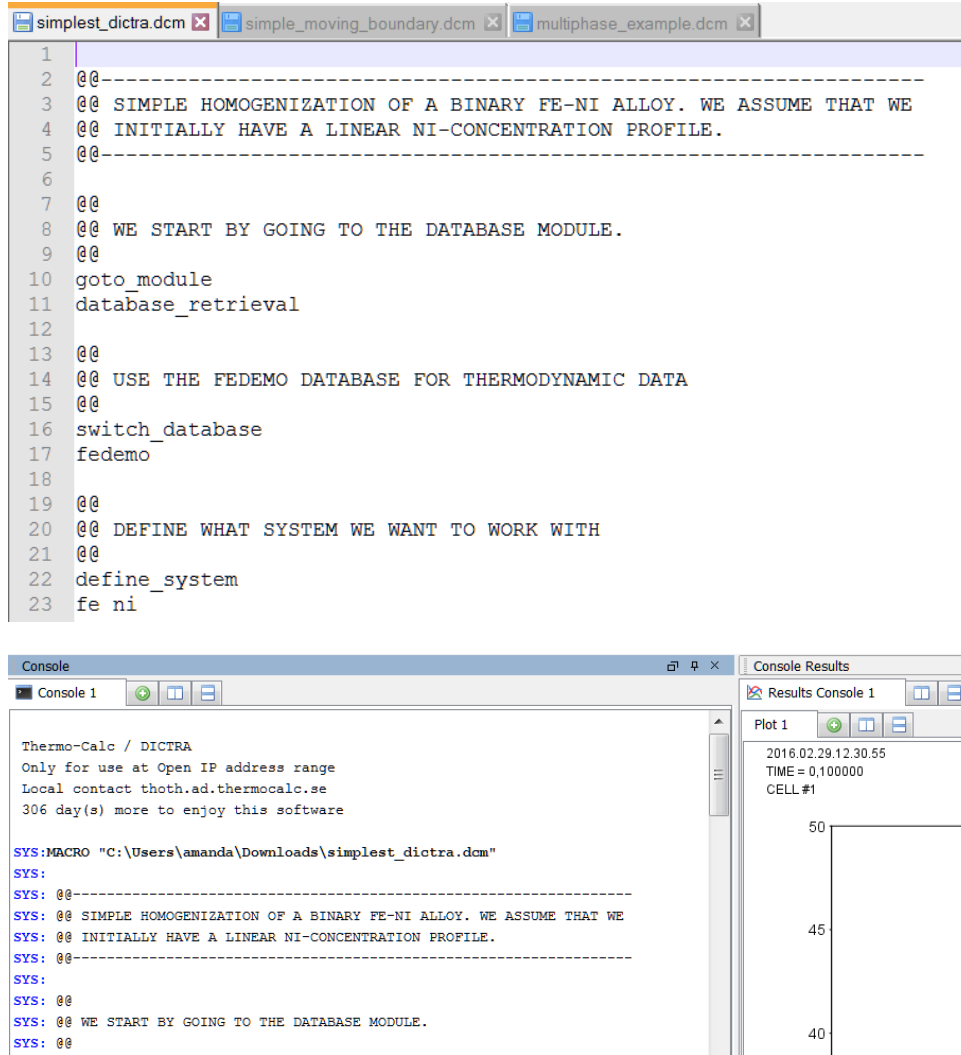 simplest_dictra.dcm simple_moving_boundary.dcm multiphase_example.dcm
1
2 @@------------------------------------------------------------------
3 @@ SIMPLE HOMOGENIZATION OF A BINARY FE-NI ALLOY. WE ASSUME THAT WE
4 @@ INITIALLY HAVE A LINEAR NI-CONCENTRATION PROFILE.
5 @@------------------------------------------------------------------
6
7 @@
8 @@ WE START BY GOING TO THE DATABASE MODULE.
9 @@
10 goto_module
11 database_retrieval
12
13 @@
14 @@ USE THE FEDEMO DATABASE FOR THERMODYNAMIC DATA
15 @@
16 switch_database
17 fedemo
18
19 @@
20 @@ DEFINE WHAT SYSTEM WE WANT TO WORK WITH
21 @@
22 define_system
23 fe ni
Console
Console 1
Thermo-Calc / DICTRA
Only for use at Open IP address range
Local contact thoth.ad.thermocalc.se
306 day(s) more to enjoy this software
SYS:MACRO "C:\Users\amanda\Downloads\simplest_dictra.dcm"
SYS:
SYS: @@------------------------------------------------------------------
SYS: @@ SIMPLE HOMOGENIZATION OF A BINARY FE-NI ALLOY. WE ASSUME THAT WE
SYS: @@ INITIALLY HAVE A LINEAR NI-CONCENTRATION PROFILE.
SYS: @@------------------------------------------------------------------
SYS:
SYS: @@
SYS: @@ WE START BY GOING TO THE DATABASE MODULE.
SYS: @@
Console Results
Results Console 1
Plot 1
2016.02.29.12.30.55
TIME = 0,100000
CELL #1
50
45
40